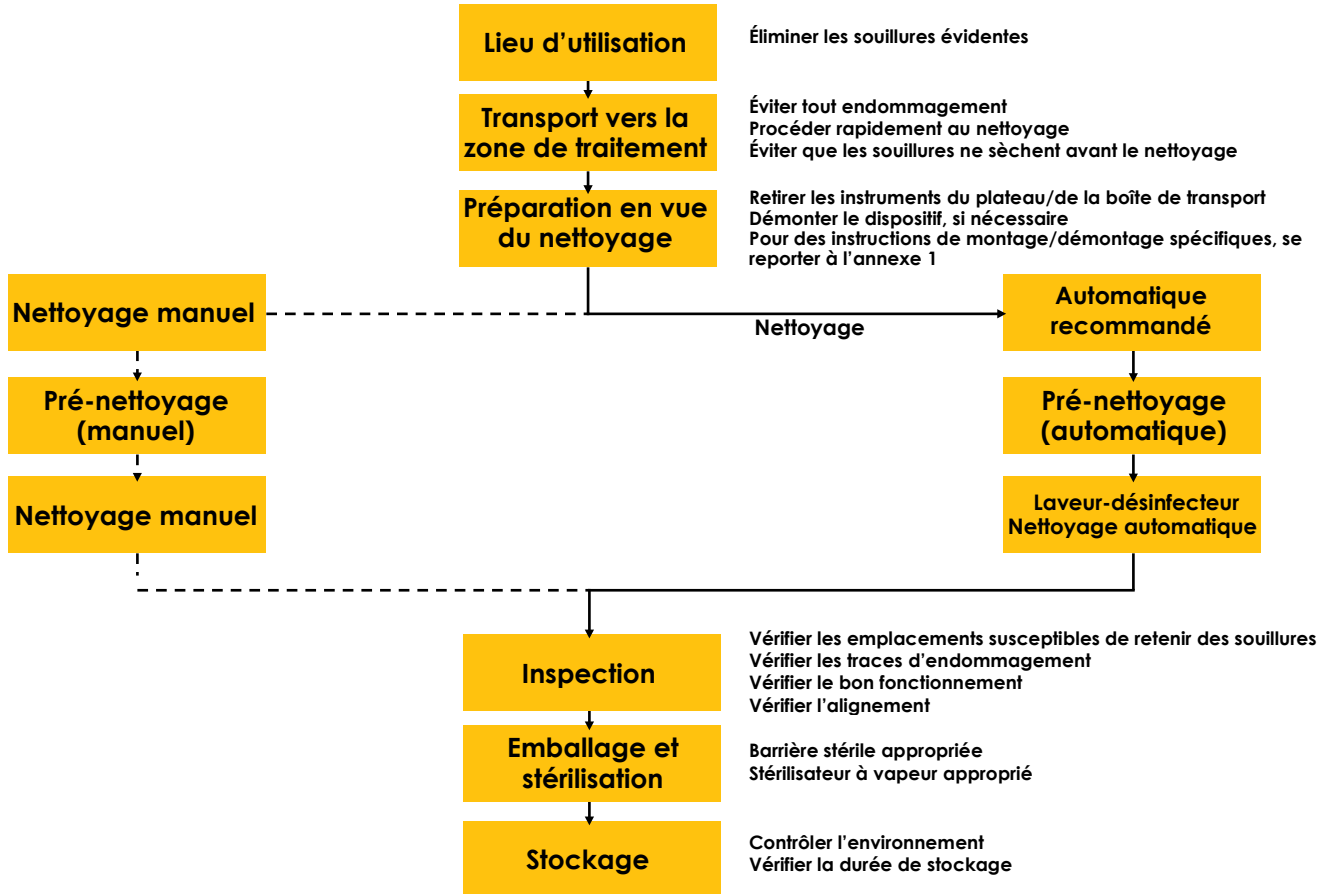 Lieu d’utilisation
Éliminer les souillures évidentes
Transport vers la
zone de traitement
Éviter tout endommagement
Procéder rapidement au nettoyage
Éviter que les souillures ne sèchent avant le nettoyage
Préparation en vue
du nettoyage
Retirer les instruments du plateau/de la boîte de transport
Démonter le dispositif, si nécessaire
Pour des instructions de montage/démontage spécifiques, se
reporter à l’annexe 1
Nettoyage manuel
Nettoyage
Automatique
recommandé
Pré-nettoyage
(manuel)
Pré-nettoyage
(automatique)
Nettoyage manuel
Laveur-désinfecteur
Nettoyage automatique
Inspection
Vérifier les emplacements susceptibles de retenir des souillures
Vérifier les traces d’endommagement
Vérifier le bon fonctionnement
Vérifier l’alignement
Emballage et
stérilisation
Barrière stérile appropriée
Stérilisateur à vapeur approprié
Stockage
Contrôler l’environnement
Vérifier la durée de stockage